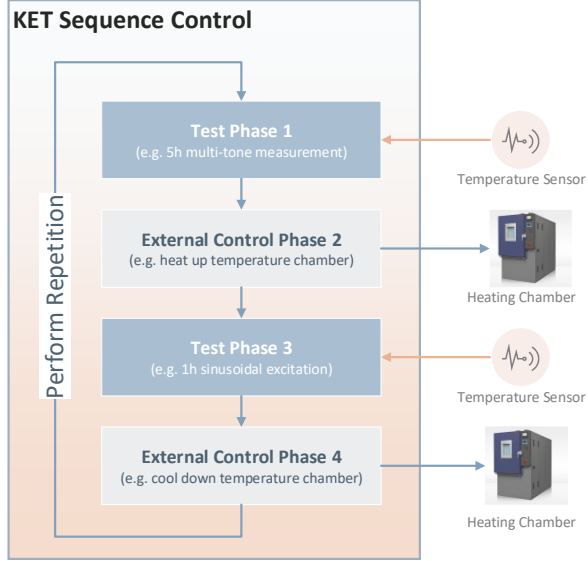 KET Sequence Control
Test Phase 1
(e.g. 5h multi-tone measurement)
Temperature Sensor
External Control Phase 2
(e.g. heat up temperature chamber)
Heating Chamber
Perform Repetition
Test Phase 3
(e.g. 1h sinusoidal excitation)
Temperature Sensor
External Control Phase 4
(e.g. cool down temperature chamber)
Heating Chamber